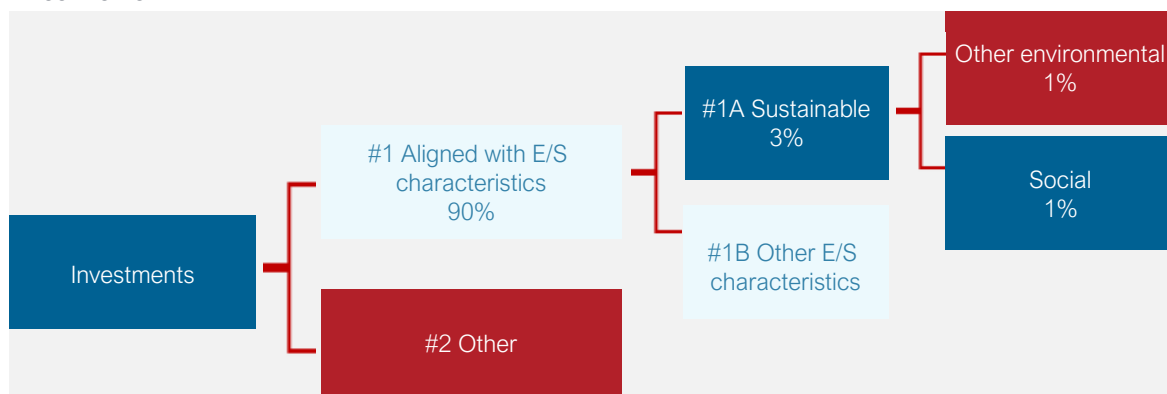 Other environmental
1%
#1A Sustainable
3%
#1 Aligned with E/S
characteristics
90%
Social
1%
#1B Other E/S
characteristics
Investments
#2 Other